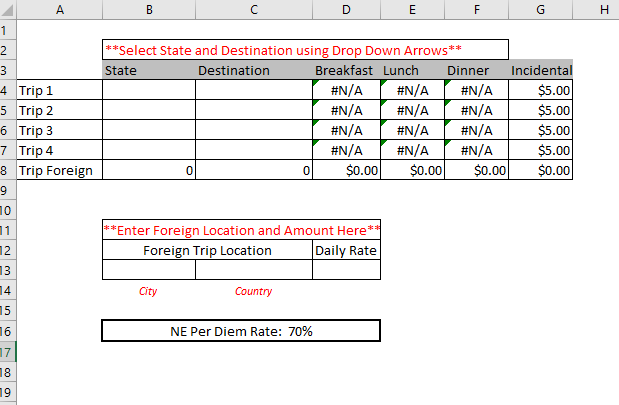 A B C D E F G H
1
2 **Select State and Destination using Drop Down Arrows**
3 State Destination Breakfast Lunch Dinner Incidental
4 Trip 1 #N/A #N/A #N/A $5.00
5 Trip 2 #N/A #N/A #N/A $5.00
6 Trip 3 #N/A #N/A #N/A $5.00
7 Trip 4 #N/A #N/A #N/A $5.00
8 Trip Foreign 0 0 $0.00 $0.00 $0.00 $0.00
9
10
11 **Enter Foreign Location and Amount Here**
12 Foreign Trip Location Daily Rate
13
14 City Country
15
16 NE Per Diem Rate: 70%
17
18
19